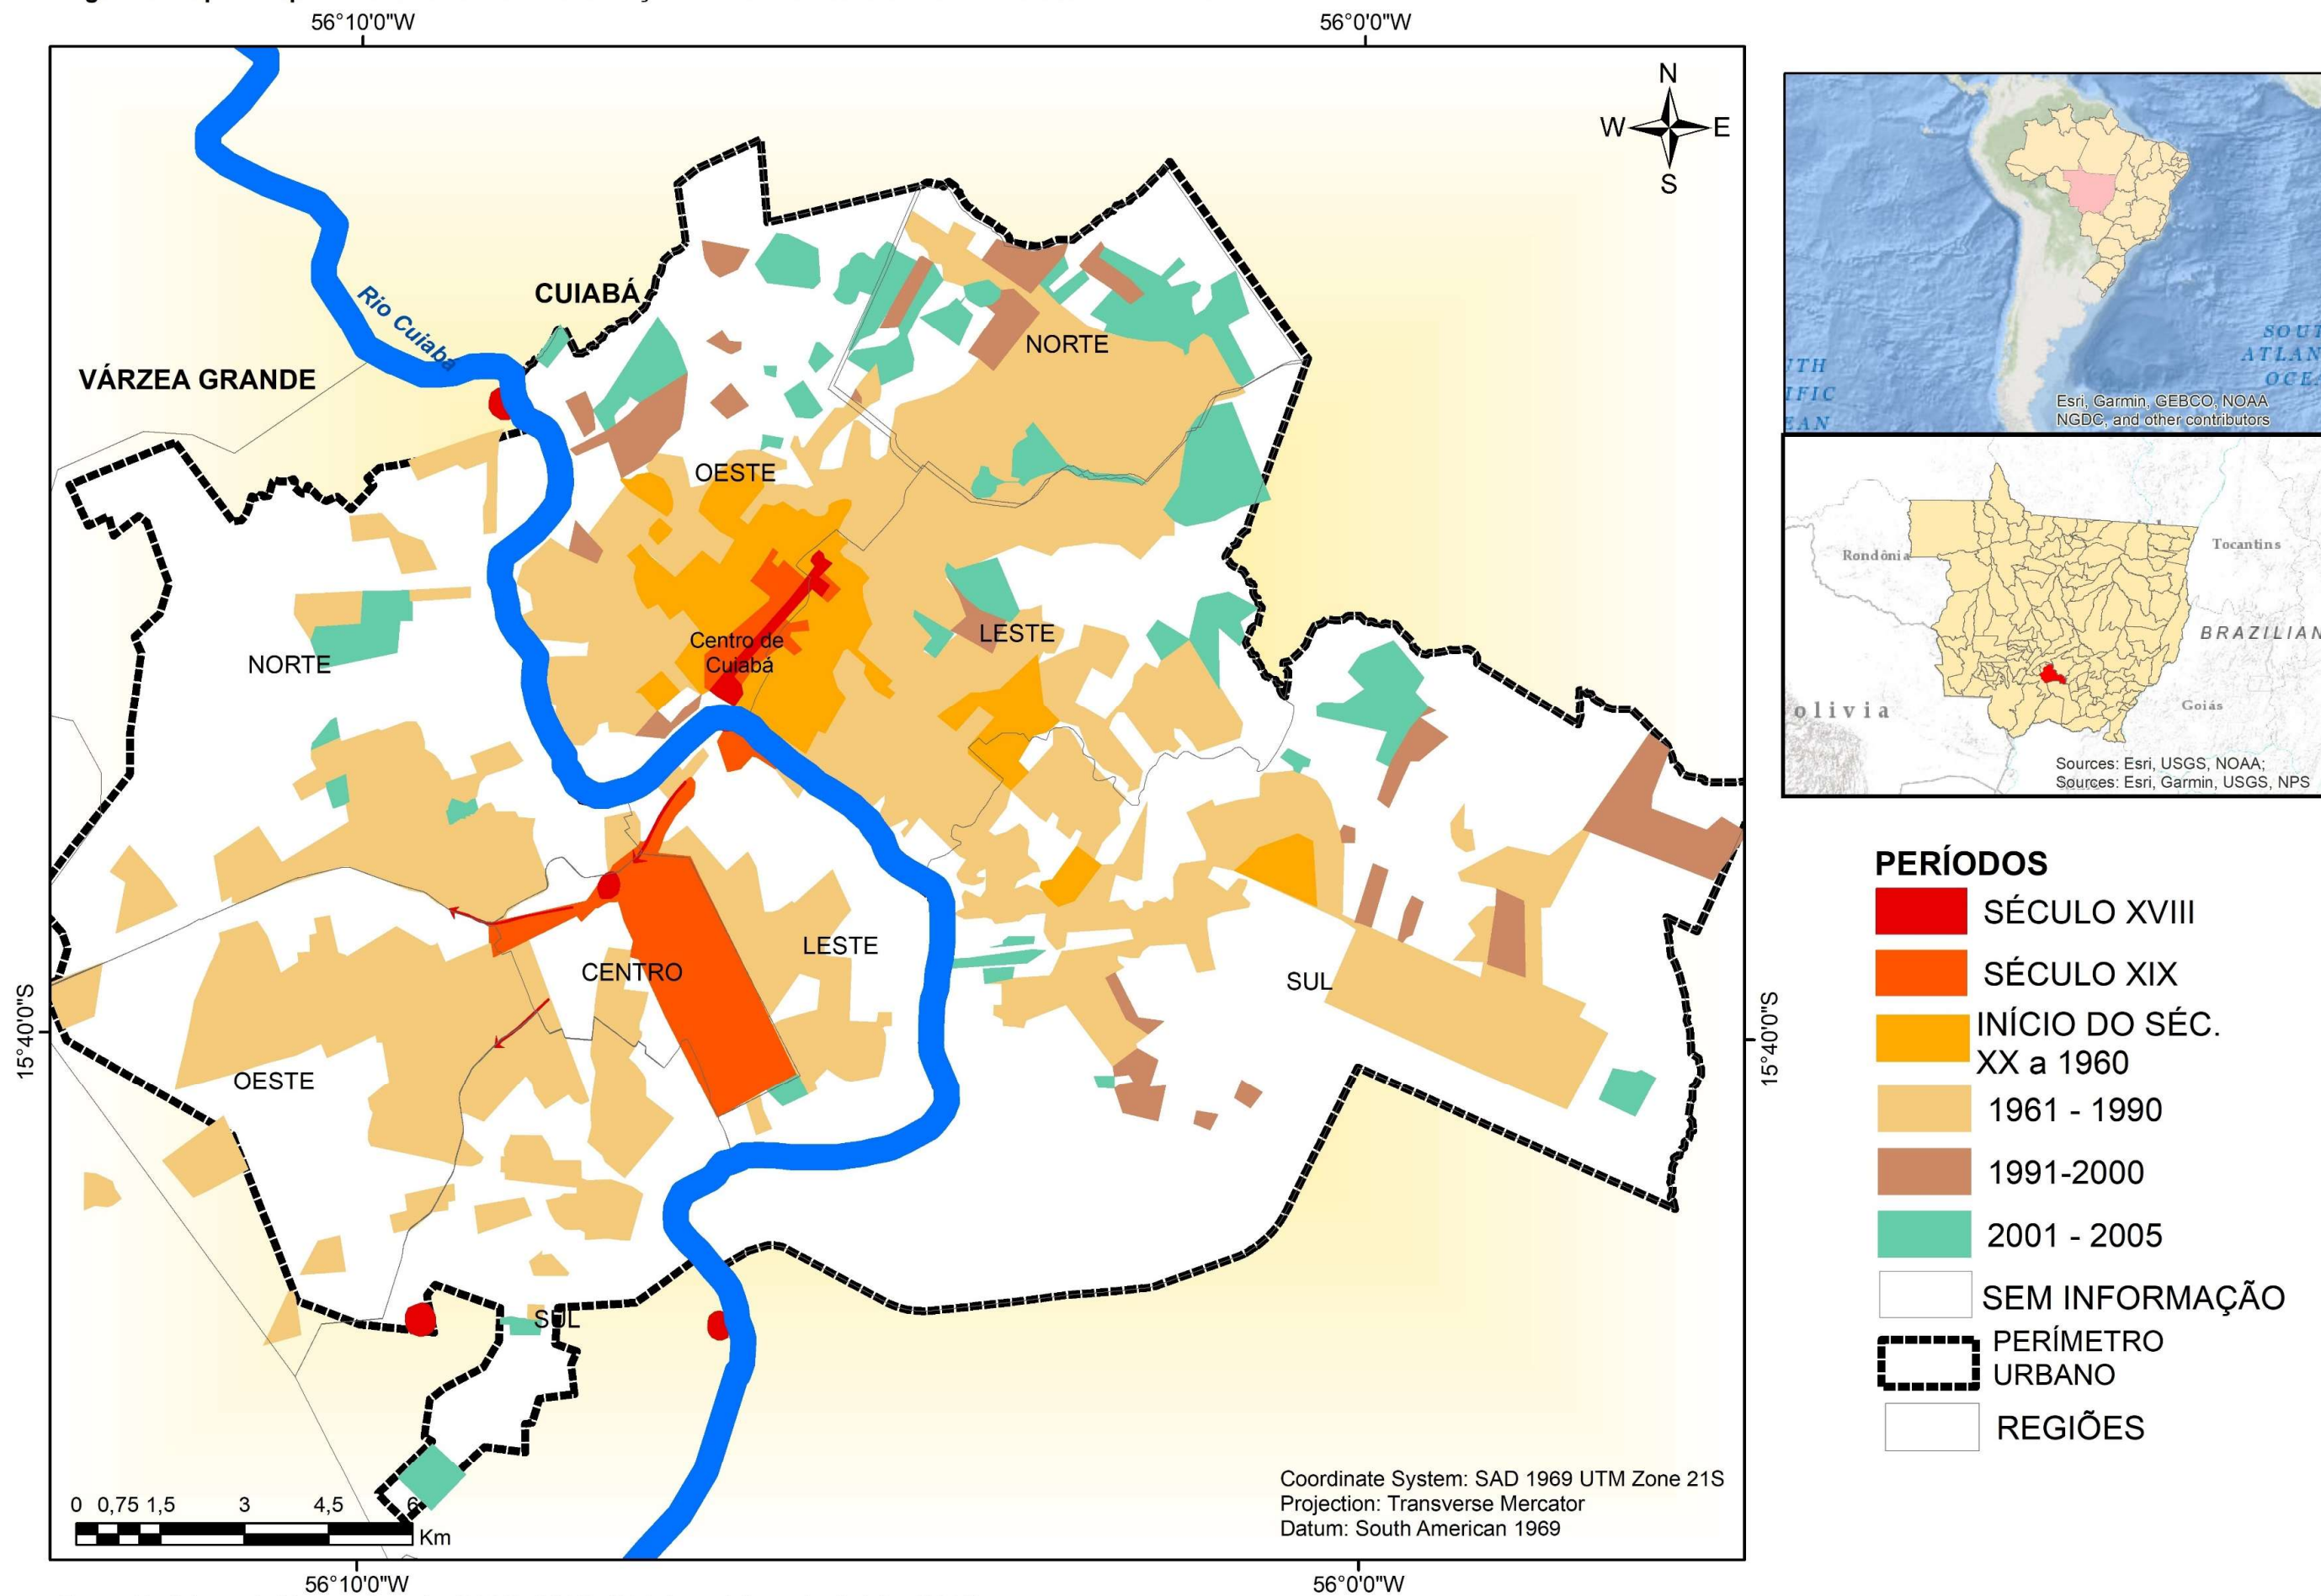 56°10'0"W
56°0'0"W
N
W
E
S
Rio Cuiabá
CUIABÁ
VÁRZEA GRANDE
NORTE
OESTE
Centro de
Cuiabá
LESTE
NORTE
LESTE
CENTRO
SUL
OESTE
SUL
15°40'0"S
15°40'0"S
0 0,75 1,5 3 4,5 6
Km
Coordinate System: SAD 1969 UTM Zone 21S
Projection: Transverse Mercator
Datum: South American 1969
56°10'0"W
56°0'0"W
Esri, Garmin, GEBCO, NOAA
NGDC, and other contributors
Rondônia
Tocantins
BRAZILIAN
Goiás
olivia
Sources: Esri, USGS, NOAA;
Sources: Esri, Garmin, USGS, NPS
PERÍODOS
SÉCULO XVIII
SÉCULO XIX
INÍCIO DO SÉC.
XX a 1960
1961 - 1990
1991-2000
2001 - 2005
SEM INFORMAÇÃO
PERÍMETRO
URBANO
REGIÕES